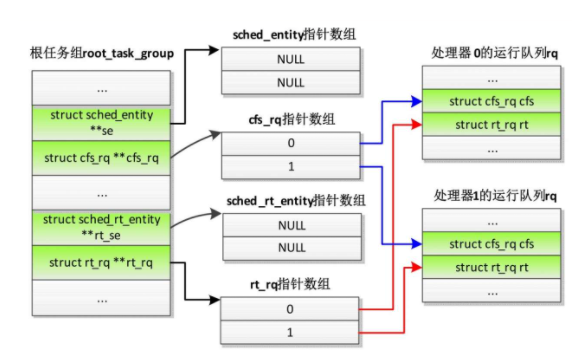 根任务组root_task_group
...
struct sched_entity
**se
struct cfs_rq **cfs_rq
...
struct sched_rt_entity
**rt_se
struct rt_rq **rt_rq
...
sched_entity指针数组
NULL
NULL
cfs_rq指针数组
0
1
sched_rt_entity指针数组
NULL
NULL
rt_rq指针数组
0
1
处理器0的运行队列rq
...
struct cfs_rq cfs
struct rt_rq rt
...
处理器1的运行队列rq
...
struct cfs_rq cfs
struct rt_rq rt
...